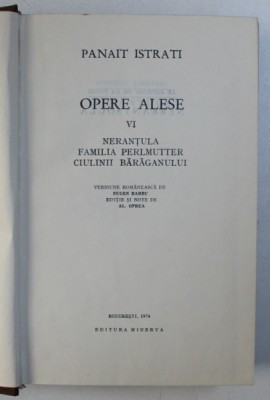 PANAIT ISTRATI
OPERE ALESE
VI
NERANȚULA
FAMILIA PERLMUTTER
CIULINII BĂRĂGANULUI
VERSIUNE ROMÂNEASCĂ DE
EUGEN BARBU
EDIȚIE ȘI NOTE DE
AL. OPREA
BUCUREȘTI, 1974
EDITURA MINERVA